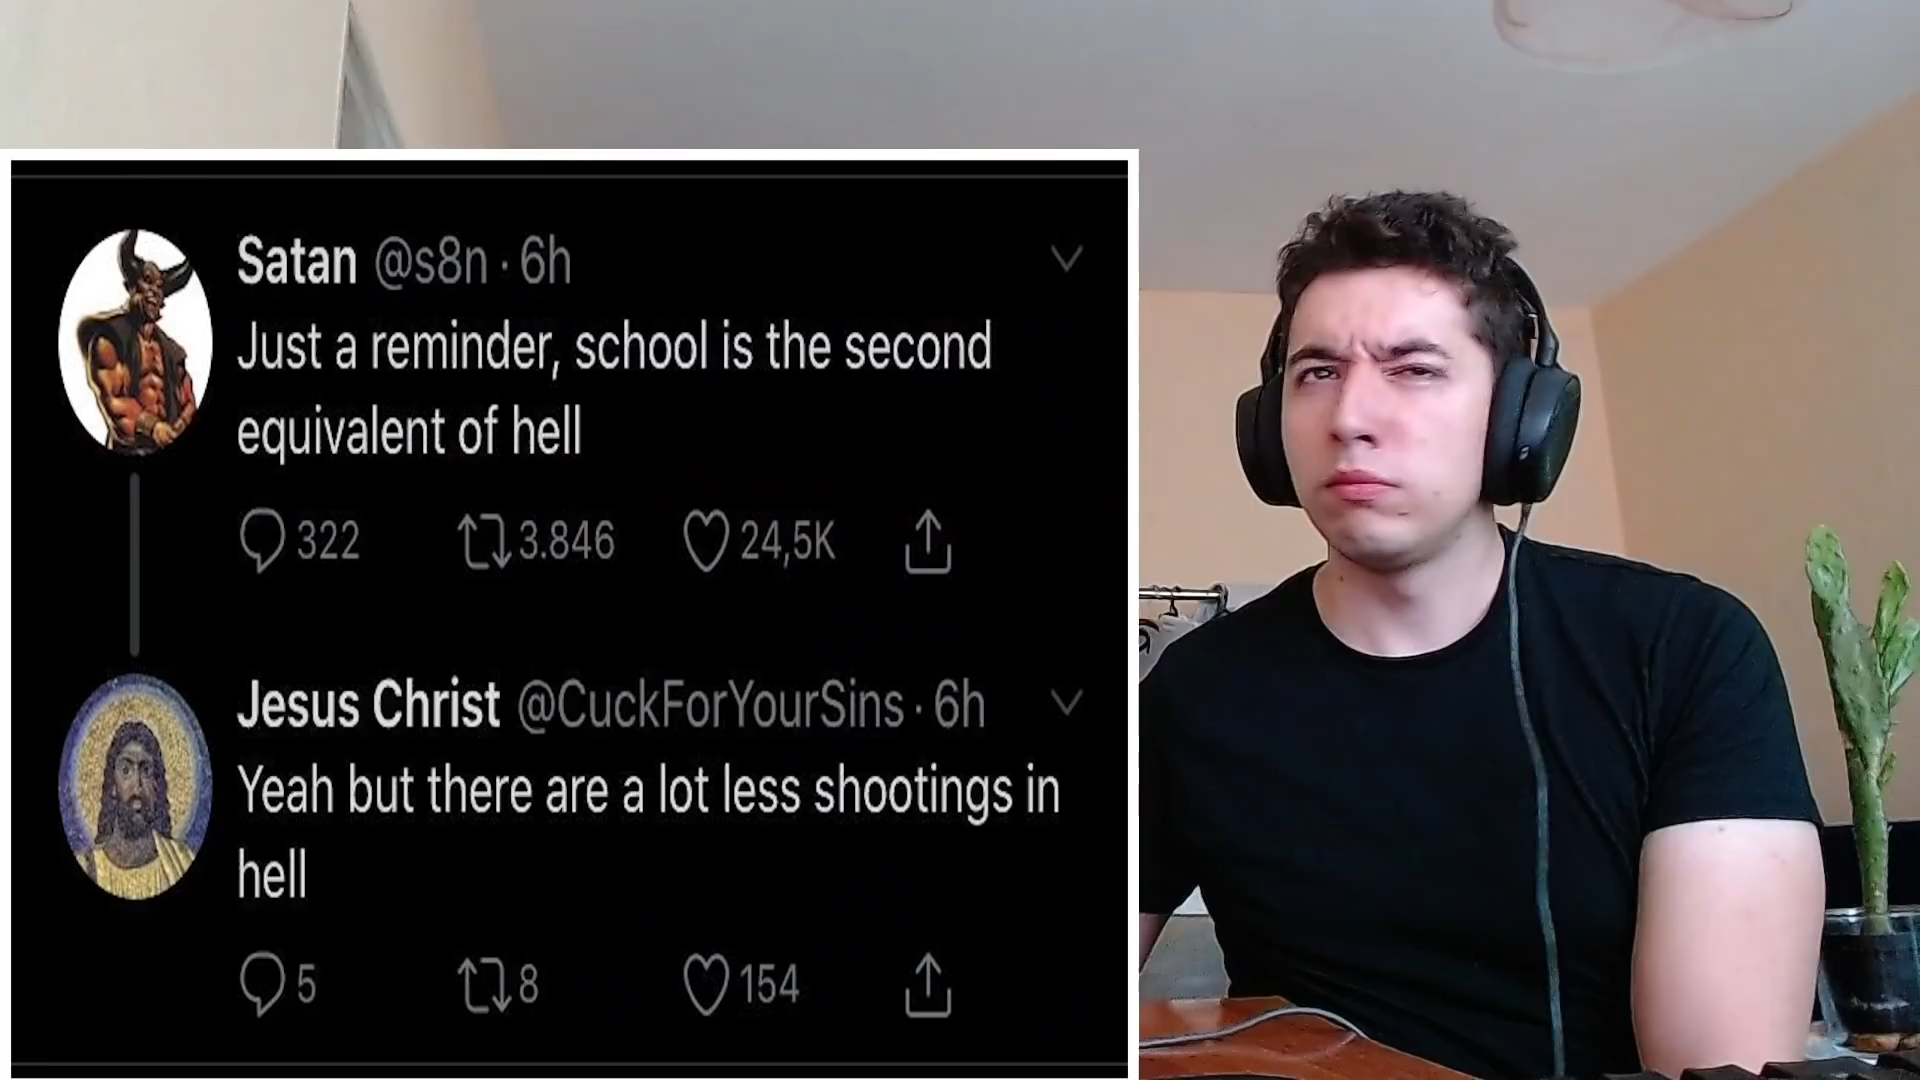 Satan @s8n · 6h
Just a reminder, school is the second
equivalent of hell
322 3.846 24,5K
Jesus Christ @CuckForYourSins · 6h
Yeah but there are a lot less shootings in
hell
5 8 154